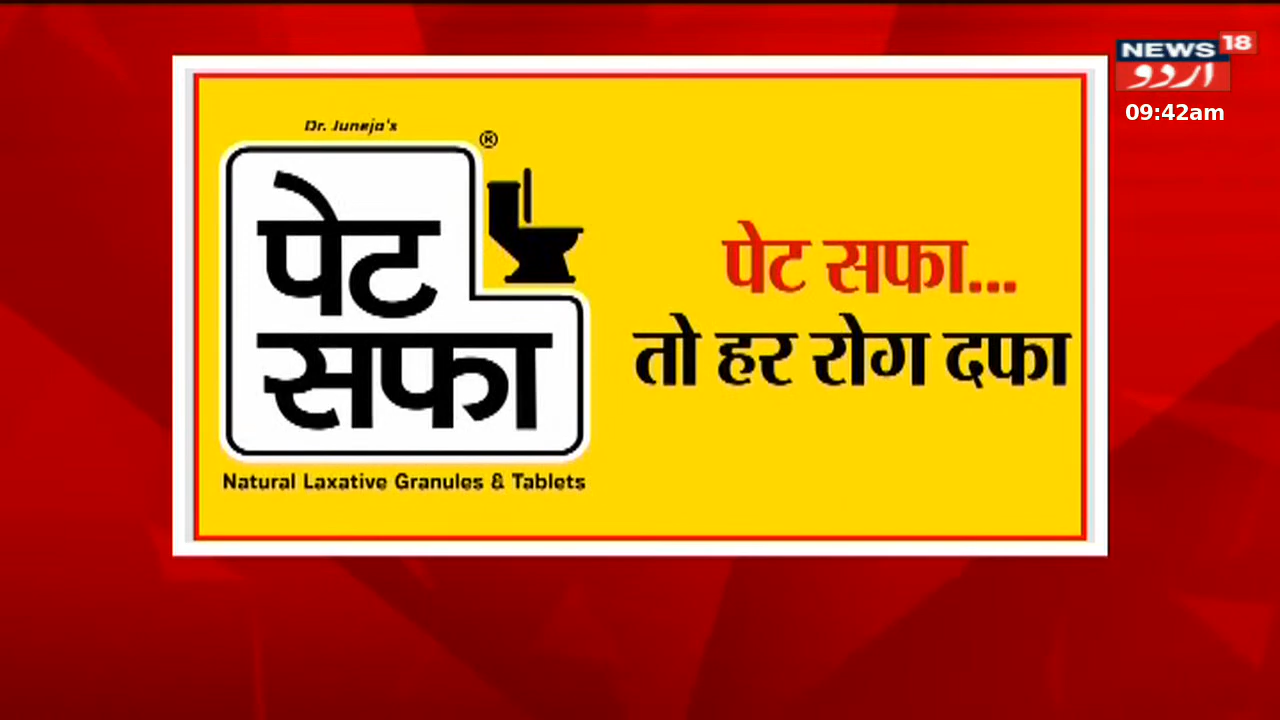 Dr. Juneja's
®
पेट
सफा
Natural Laxative Granules & Tablets
पेट सफा...
तो हर रोग दफा
NEWS 18
اردو
09:42am